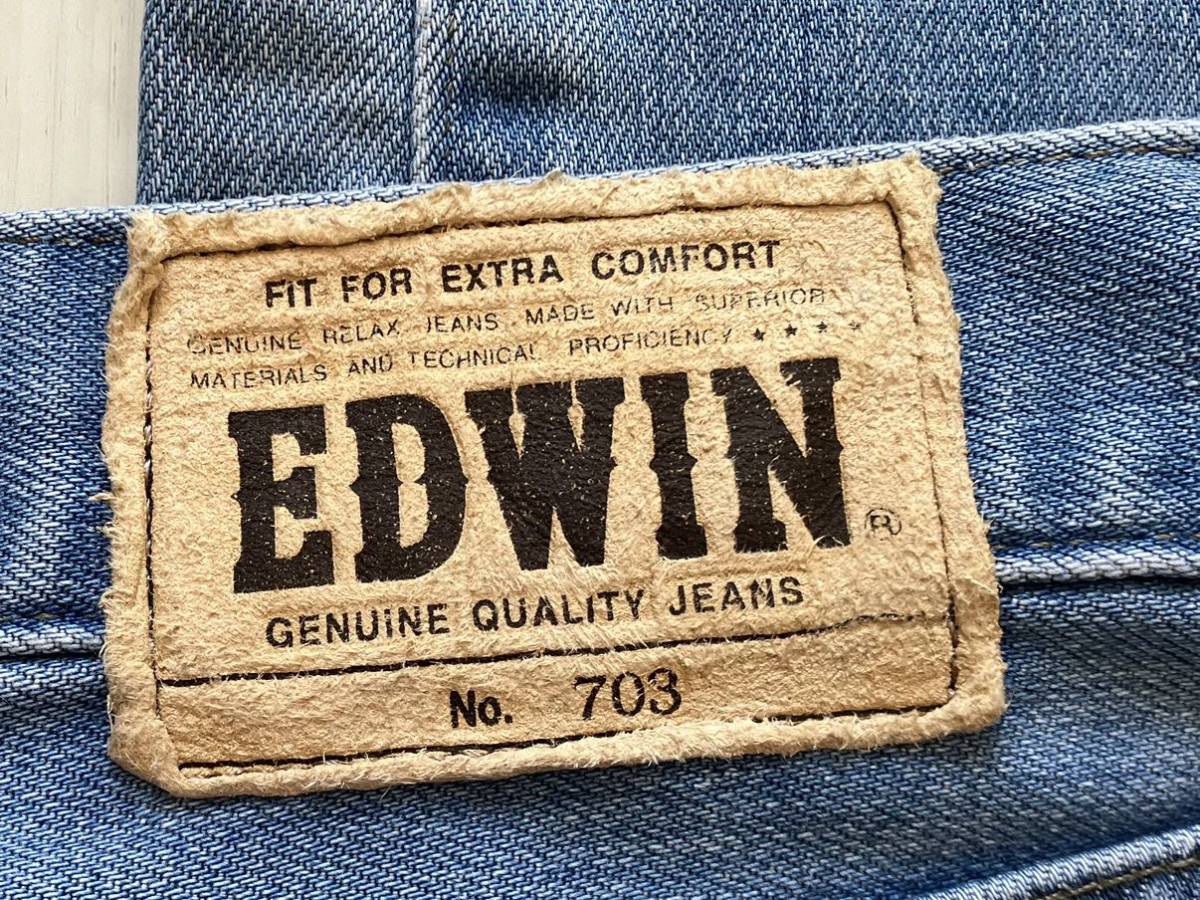 FIT FOR EXTRA COMFORT
GENUINE RELAX JEANS MADE WITH SUPERIOR
MATERIALS AND TECHNICAL PROFICIENCY ★ ★ ★ ★
EDWIN®
GENUINE QUALITY JEANS
No. 703